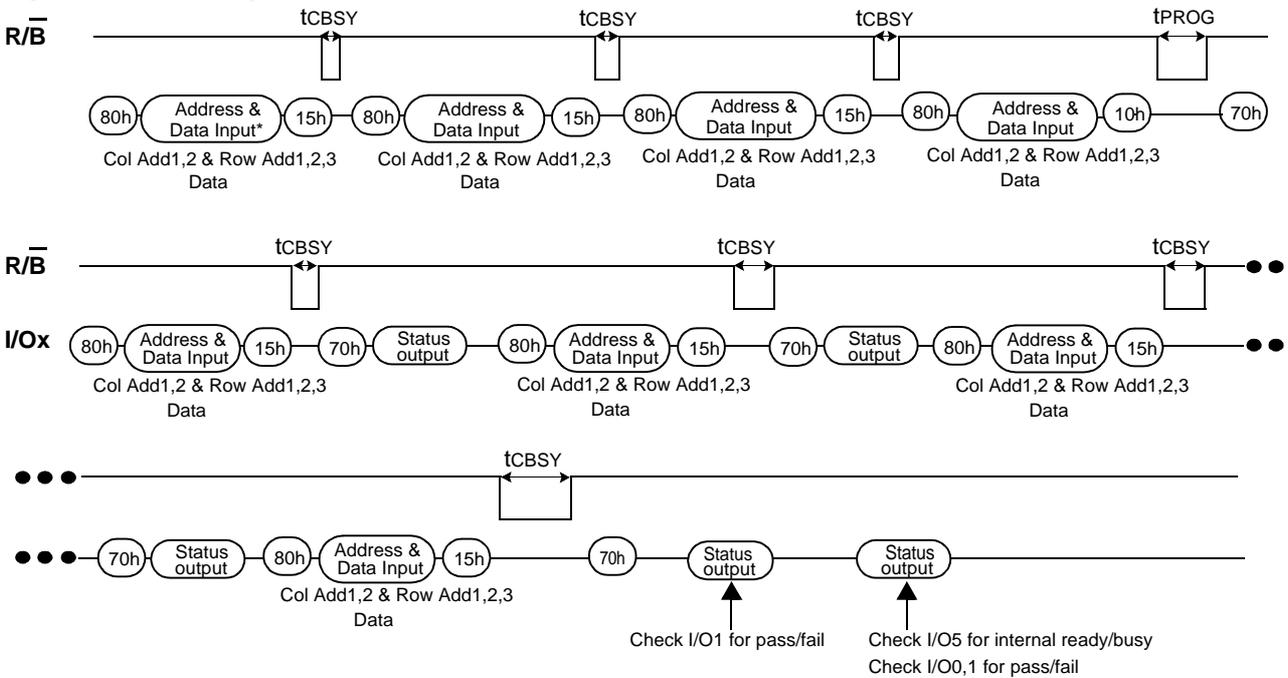 tCBSY tCBSY tCBSY tPROG
R/B̅
80h Address & Data Input* 15h 80h Address & Data Input 15h 80h Address & Data Input 15h 80h Address & Data Input 10h 70h
Col Add1,2 & Row Add1,2,3 Col Add1,2 & Row Add1,2,3 Col Add1,2 & Row Add1,2,3 Col Add1,2 & Row Add1,2,3
Data Data Data Data
tCBSY tCBSY tCBSY
R/B̅
I/Ox 80h Address & Data Input 15h 70h Status output 80h Address & Data Input 15h 70h Status output 80h Address & Data Input 15h
Col Add1,2 & Row Add1,2,3 Col Add1,2 & Row Add1,2,3 Col Add1,2 & Row Add1,2,3
Data Data Data
tCBSY
70h Status output 80h Address & Data Input 15h 70h Status output Status output
Col Add1,2 & Row Add1,2,3
Data
Check I/O1 for pass/fail Check I/O5 for internal ready/busy
Check I/O0,1 for pass/fail